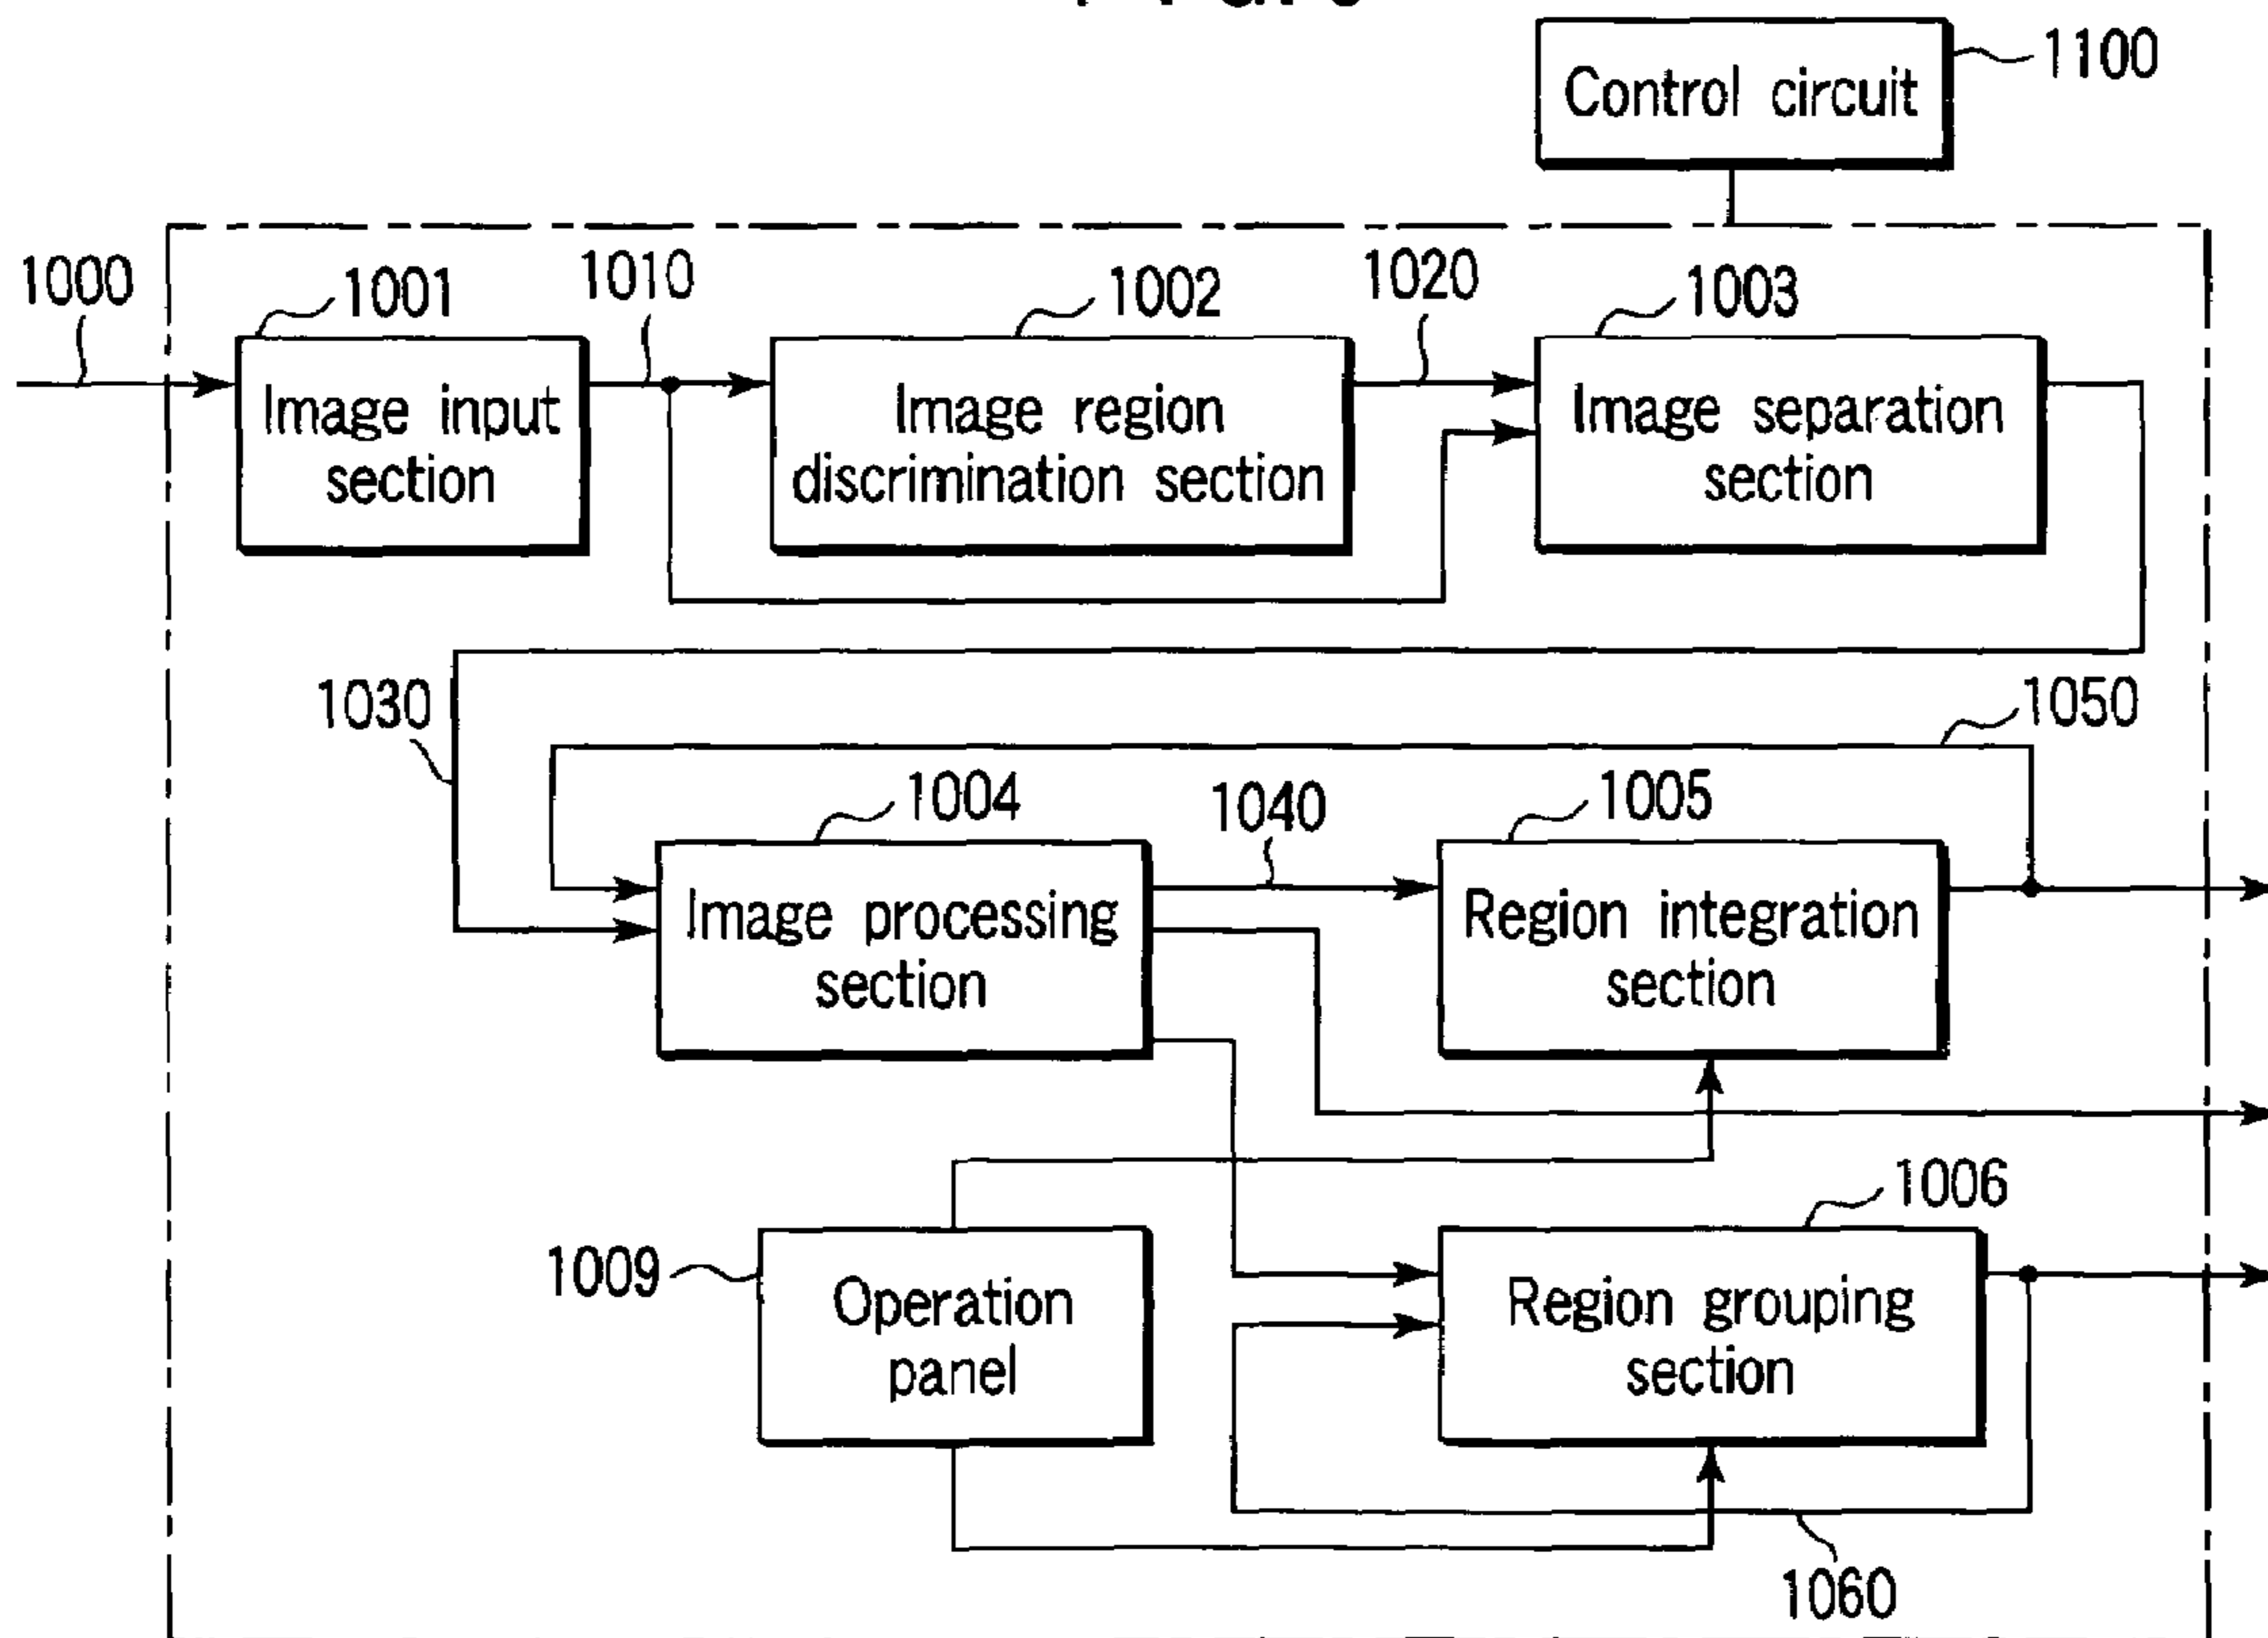 Control circuit
1100
1000
1001
1010
1002
1020
1003
Image input
section
Image region
discrimination section
Image separation
section
1030
1050
1004
1040
1005
Image processing
section
Region integration
section
1006
1009
Operation
panel
Region grouping
section
1060